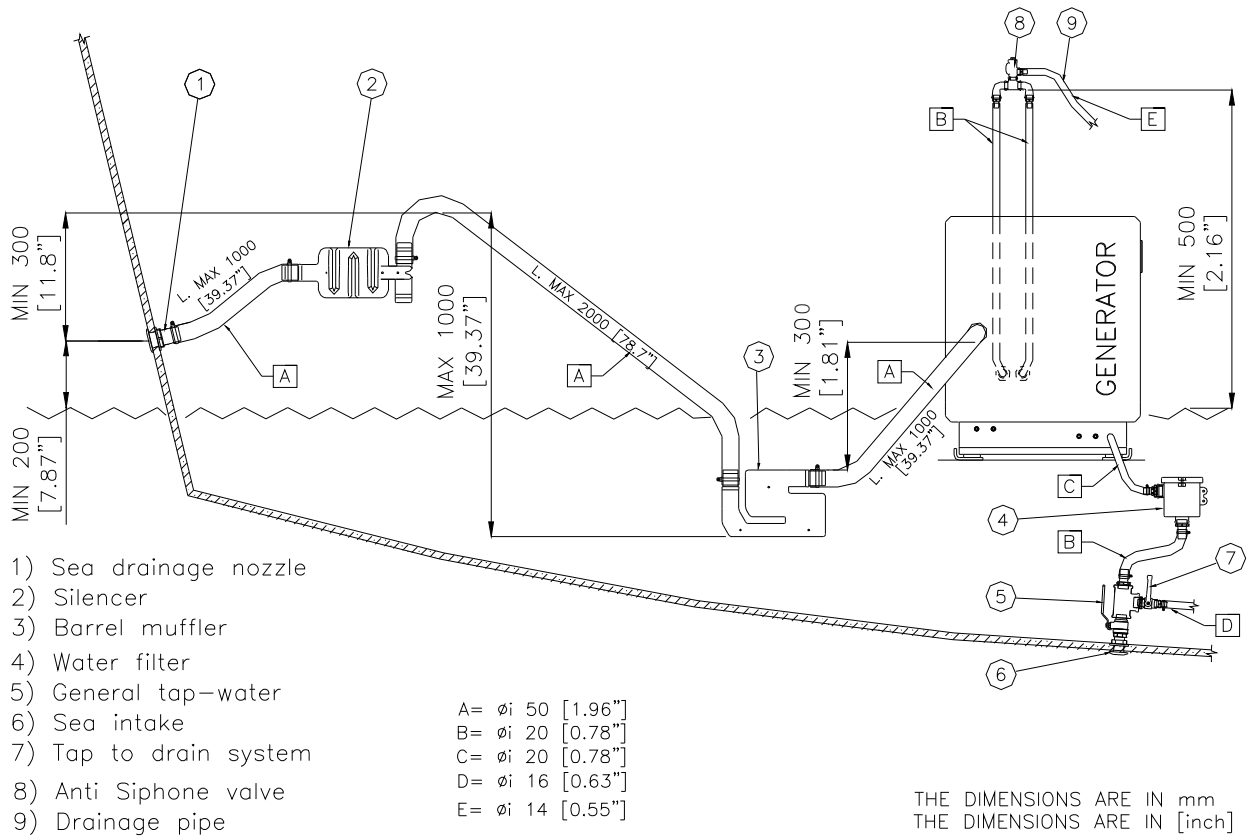 8
9
1
2
B
E
MIN 300
[11.8"]
L. MAX 1000
[39.37"]
A
MAX 1000
[39.37"]
L. MAX 2000 [78.7"]
A
3
MIN 300
[1.81"]
A
L. MAX 1000
[39.37"]
GENERATOR
MIN 500
[2.16"]
MIN 200
[7.87"]
C
4
B
7
5
D
6
1) Sea drainage nozzle
2) Silencer
3) Barrel muffler
4) Water filter
5) General tap-water
6) Sea intake
7) Tap to drain system
8) Anti Siphone valve
9) Drainage pipe
A= øi 50 [1.96"]
B= øi 20 [0.78"]
C= øi 20 [0.78"]
D= øi 16 [0.63"]
E= øi 14 [0.55"]
THE DIMENSIONS ARE IN mm
THE DIMENSIONS ARE IN [inch]